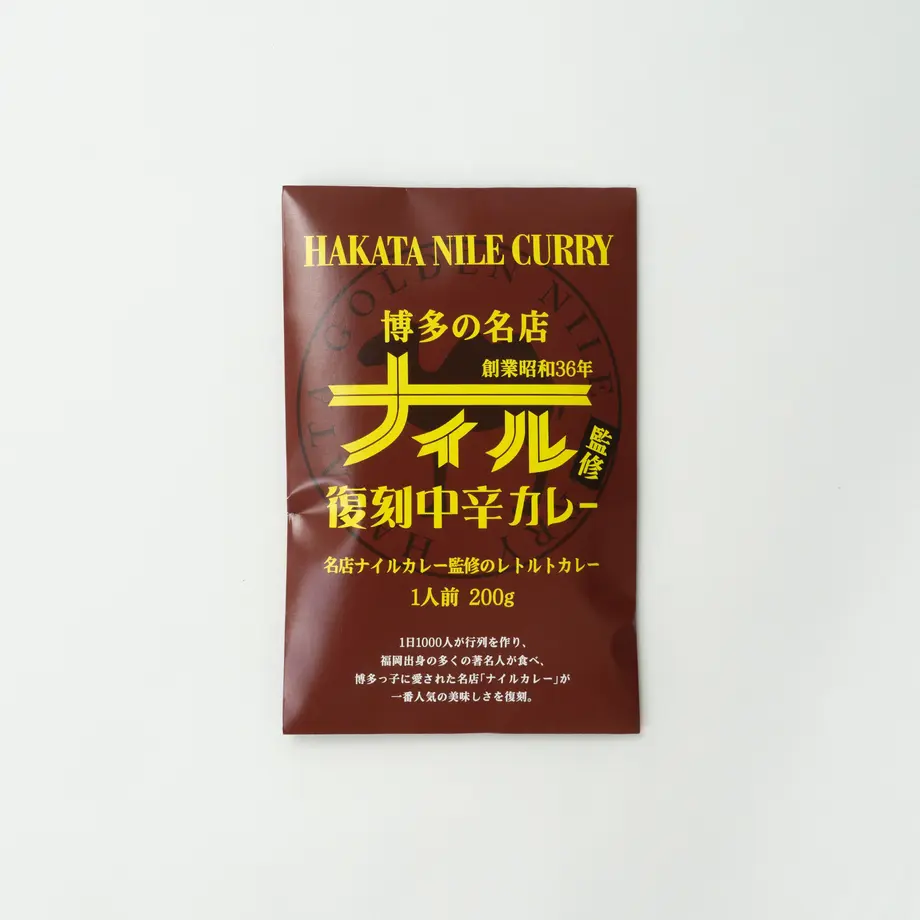 HAKATA NILE CURRY
博多の名店
創業昭和36年
ナイル
監修
復刻中辛カレー
名店ナイルカレー監修のレトルトカレー
1人前 200g
1日1000人が行列を作り、
福岡出身の多くの著名人が食べ、
博多っ子に愛された名店「ナイルカレー」が
一番人気の美味しさを復刻。
GOLDEN NILE